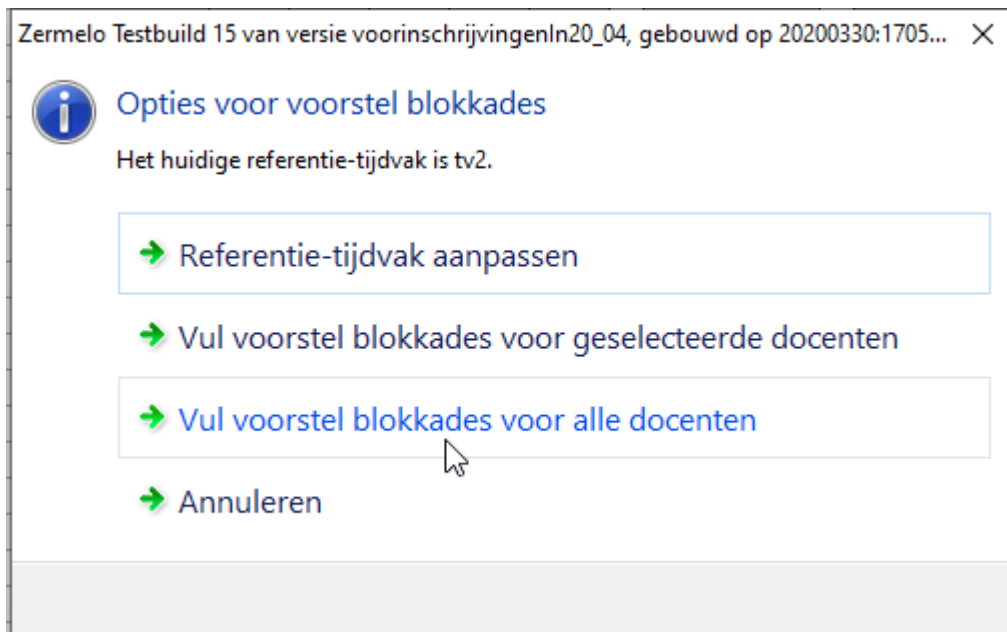 Zermelo Testbuild 15 van versie voorinschrijvingenIn20_04, gebouwd op 20200330:1705...
Opties voor voorstel blokkades
Het huidige referentie-tijdvak is tv2.
Referentie-tijdvak aanpassen
Vul voorstel blokkades voor geselecteerde docenten
Vul voorstel blokkades voor alle docenten
Annuleren